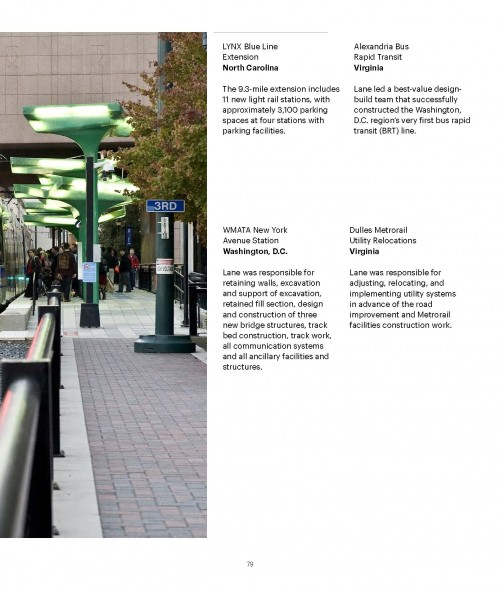 3RD
LYNX Blue Line
Extension
North Carolina
The 9.3-mile extension includes
11 new light rail stations, with
approximately 3,100 parking
spaces at four stations with
parking facilities.
Alexandria Bus
Rapid Transit
Virginia
Lane led a best-value design-
build team that successfully
constructed the Washington,
D.C. region’s very first bus rapid
transit (BRT) line.
WMATA New York
Avenue Station
Washington, D.C.
Lane was responsible for
retaining walls, excavation
and support of excavation,
retained fill section, design
and construction of three
new bridge structures, track
bed construction, track work,
all communication systems
and all ancillary facilities and
structures.
Dulles Metrorail
Utility Relocations
Virginia
Lane was responsible for
adjusting, relocating, and
implementing utility systems
in advance of the road
improvement and Metrorail
facilities construction work.
79